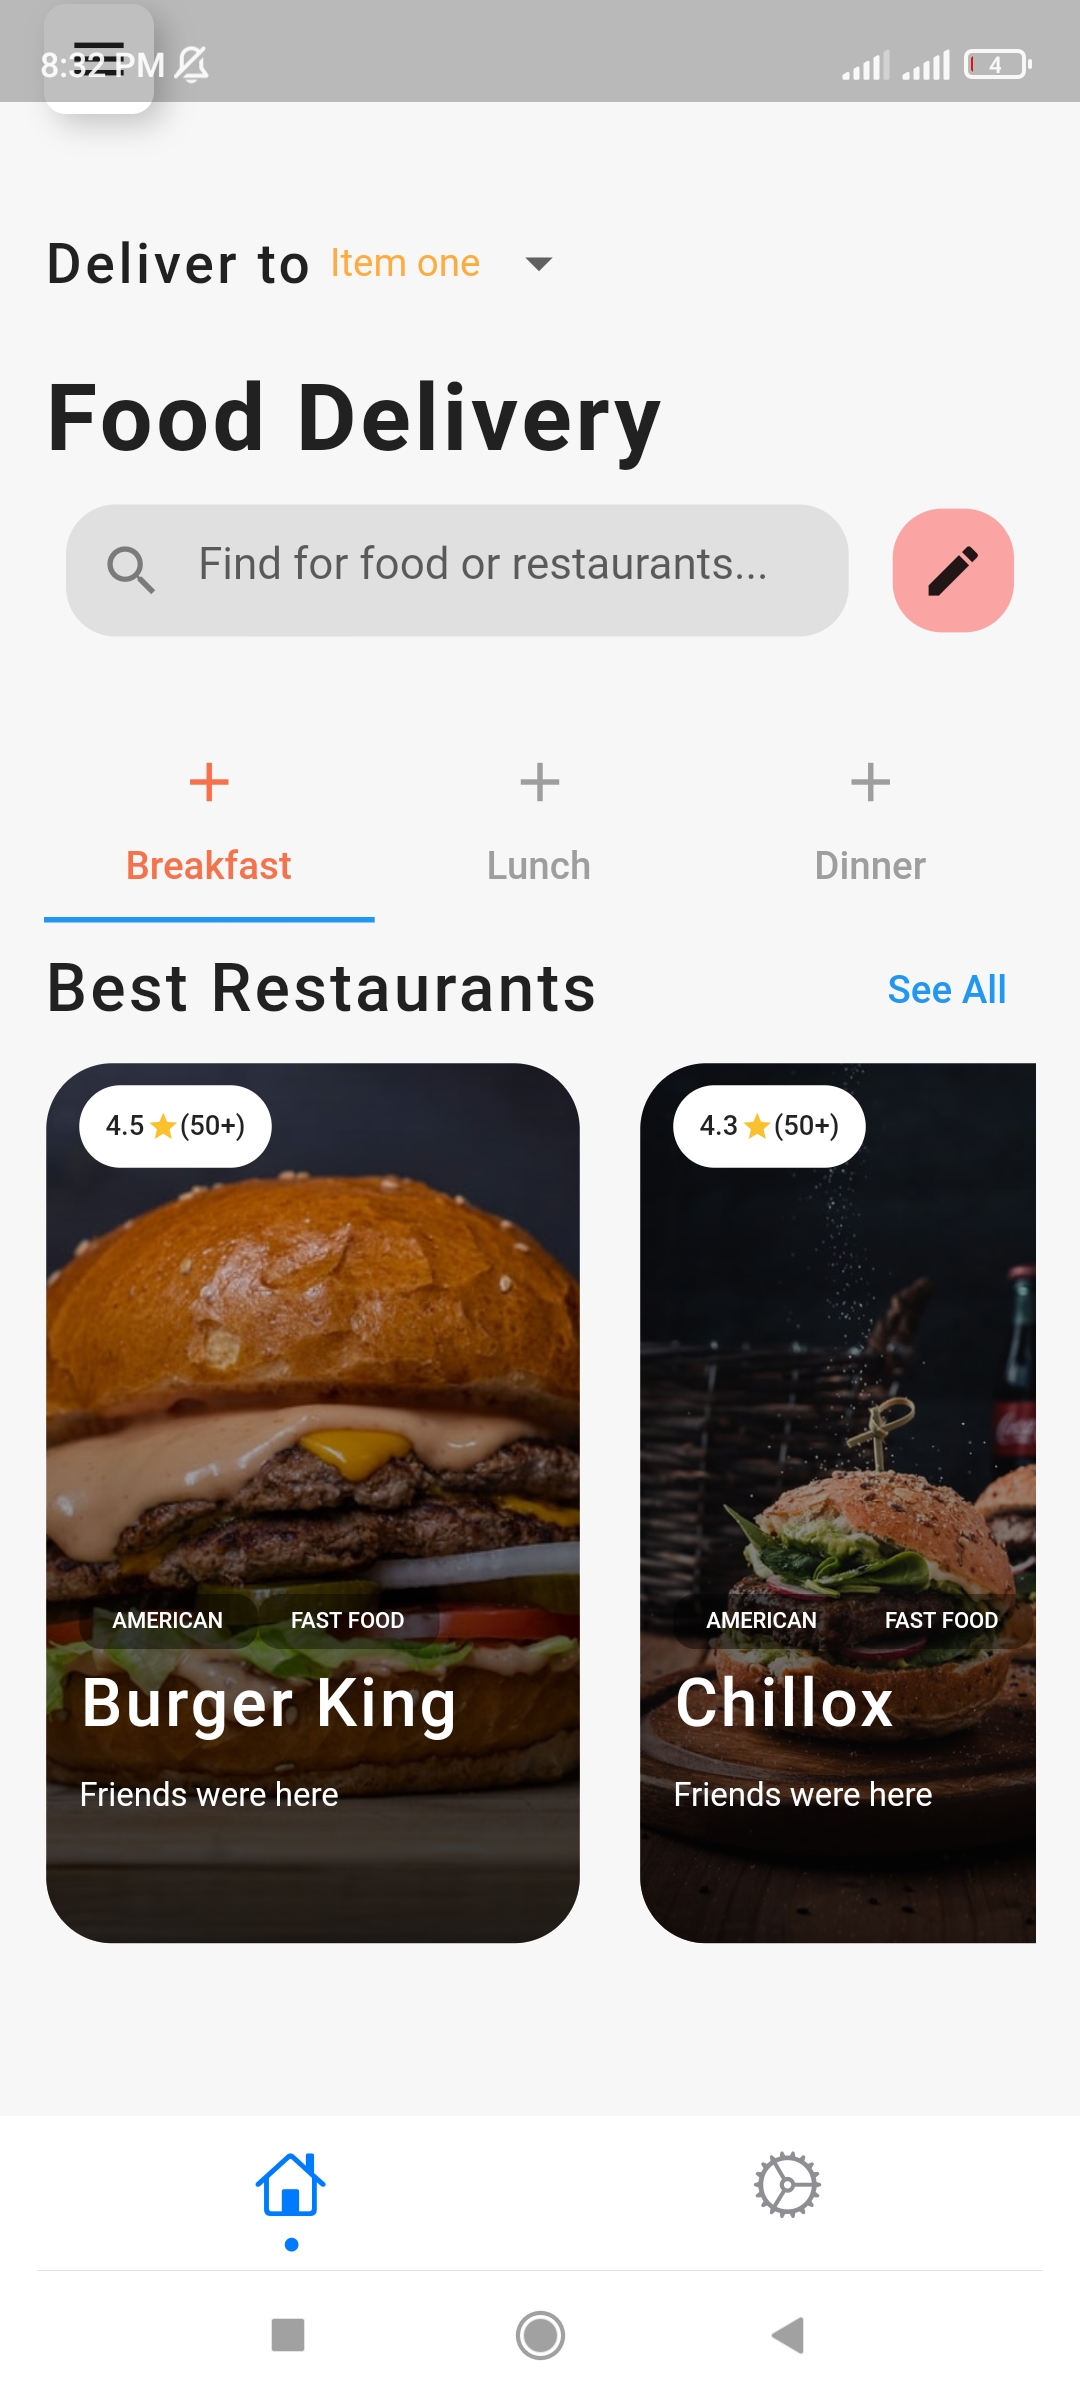 8:32 PM 4
Deliver to Item one
Food Delivery
Find for food or restaurants...
Breakfast Lunch Dinner
Best Restaurants See All
4.5 (50+) 4.3 (50+)
AMERICAN FAST FOOD AMERICAN FAST FOOD
Burger King Chillox
Friends were here Friends were here